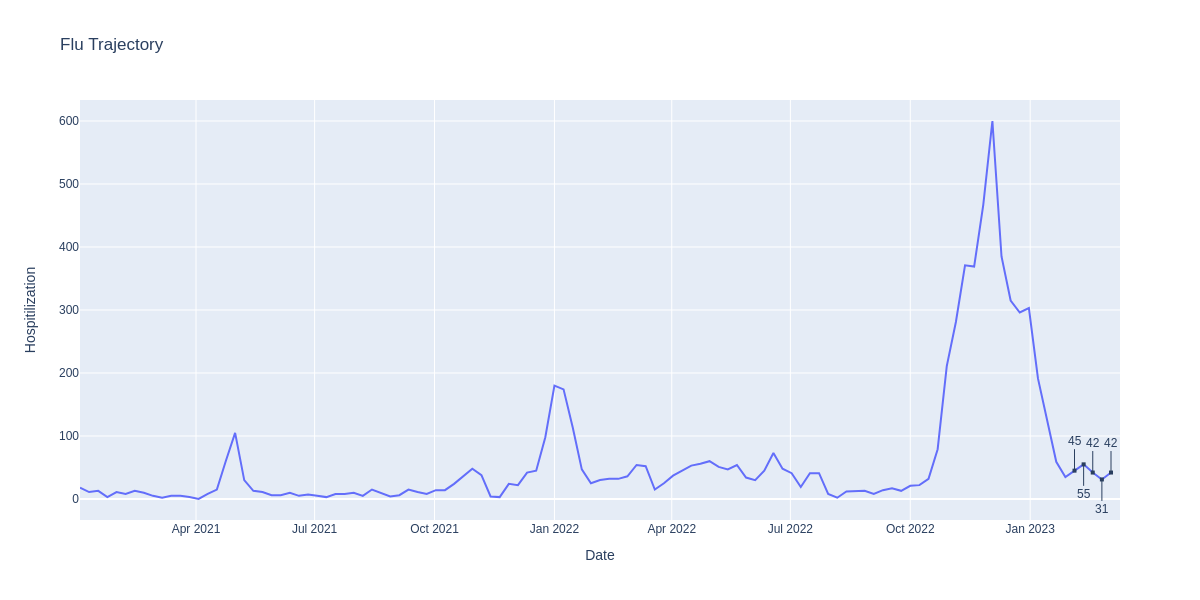 Flu Trajectory
Hospitilization
600
500
400
300
200
100
0
45 42 42
55
31
Apr 2021 Jul 2021 Oct 2021 Jan 2022 Apr 2022 Jul 2022 Oct 2022 Jan 2023
Date